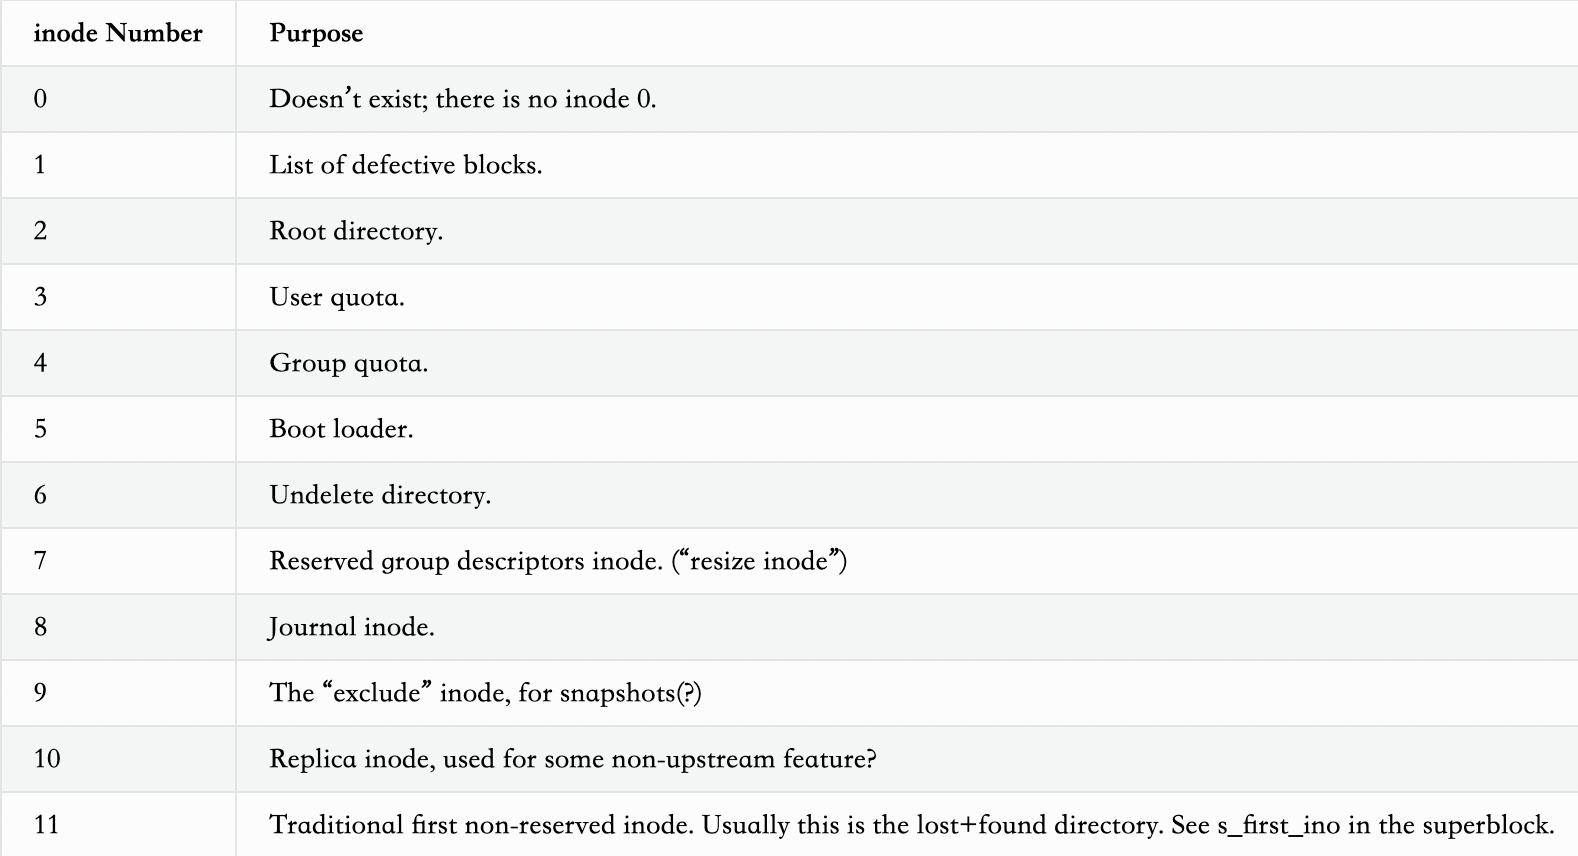 inode Number Purpose
0 Doesn’t exist; there is no inode 0.
1 List of defective blocks.
2 Root directory.
3 User quota.
4 Group quota.
5 Boot loader.
6 Undelete directory.
7 Reserved group descriptors inode. (“resize inode”)
8 Journal inode.
9 The “exclude” inode, for snapshots(?)
10 Replica inode, used for some non-upstream feature?
11 Traditional first non-reserved inode. Usually this is the lost+found directory. See s_first_ino in the superblock.